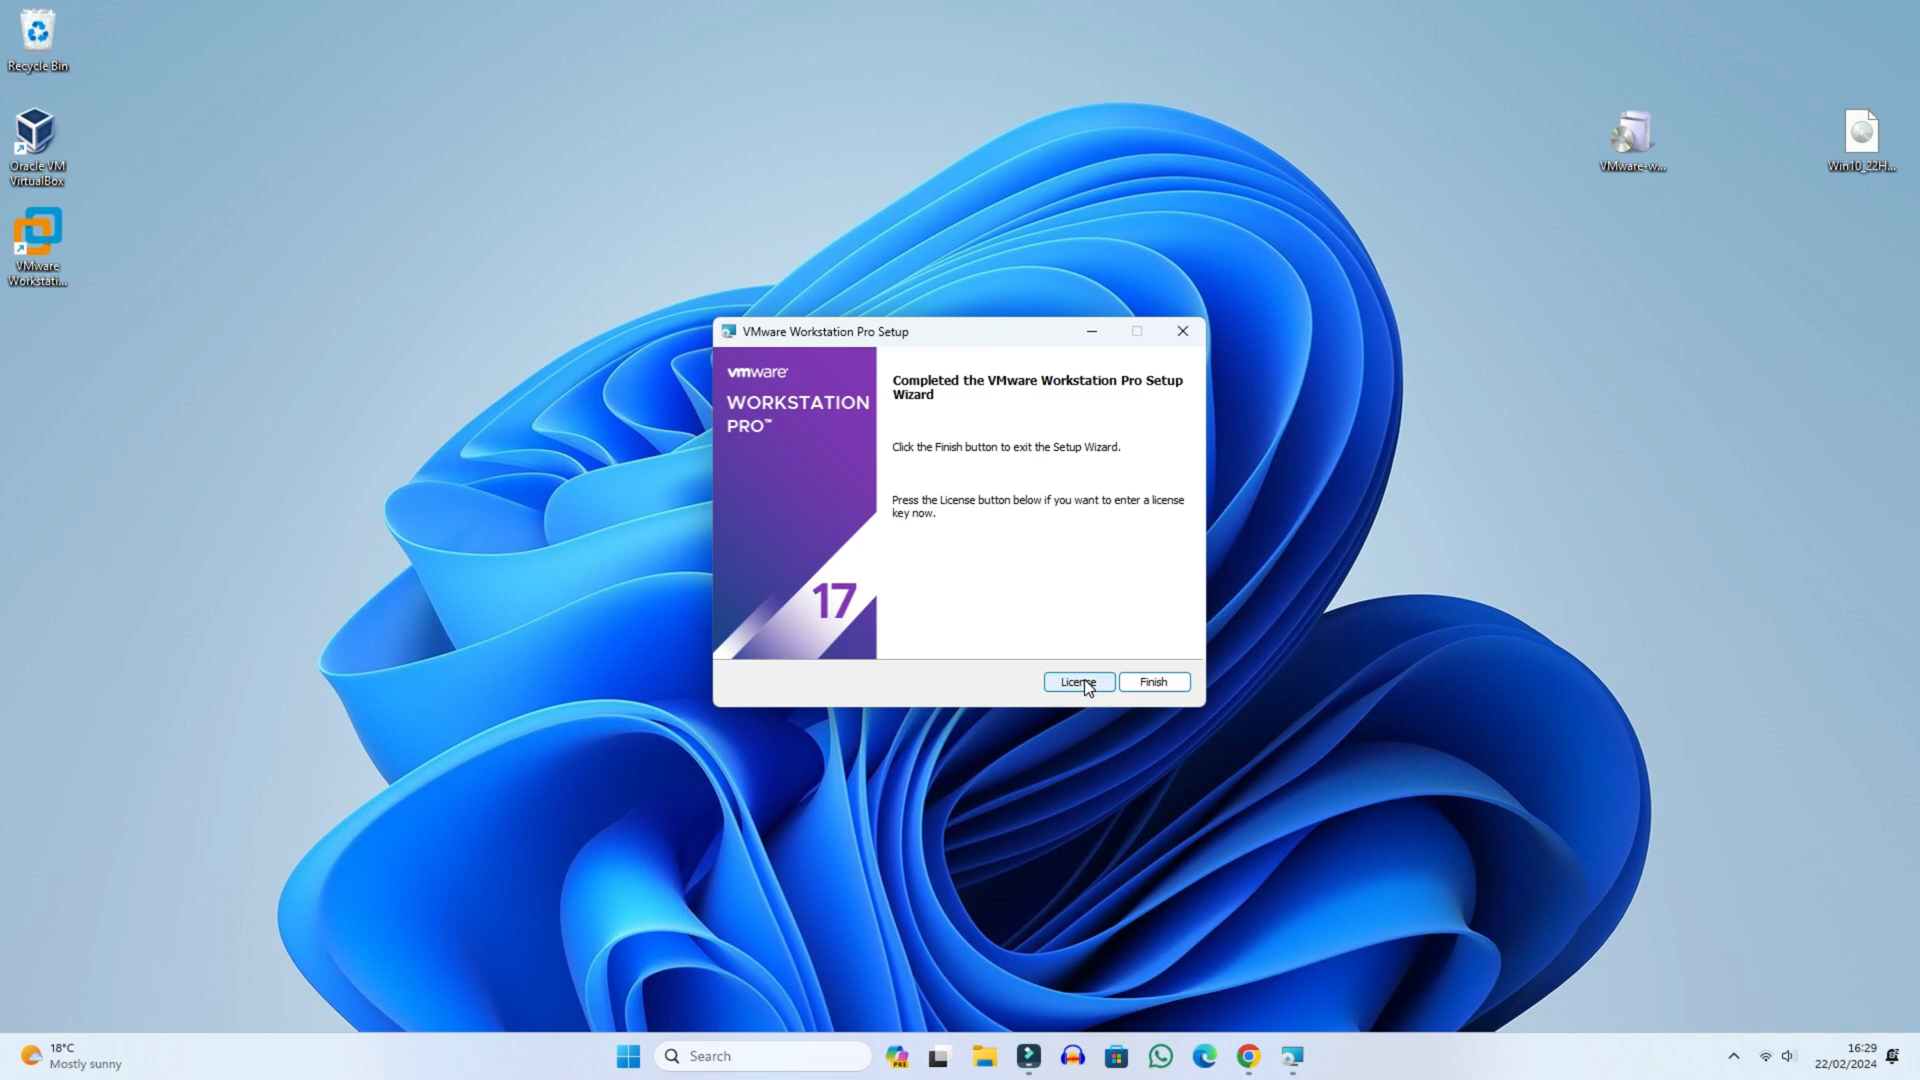 Recycle Bin
Oracle VM
VirtualBox
VMware
Workstati...
VMware-w...
Win10_22H...
VMware Workstation Pro Setup
vmware
WORKSTATION
PRO™
17
Completed the VMware Workstation Pro Setup
Wizard
Click the Finish button to exit the Setup Wizard.
Press the License button below if you want to enter a license
key now.
License
Finish
18°C
Mostly sunny
Search
PRE
16:29
22/02/2024